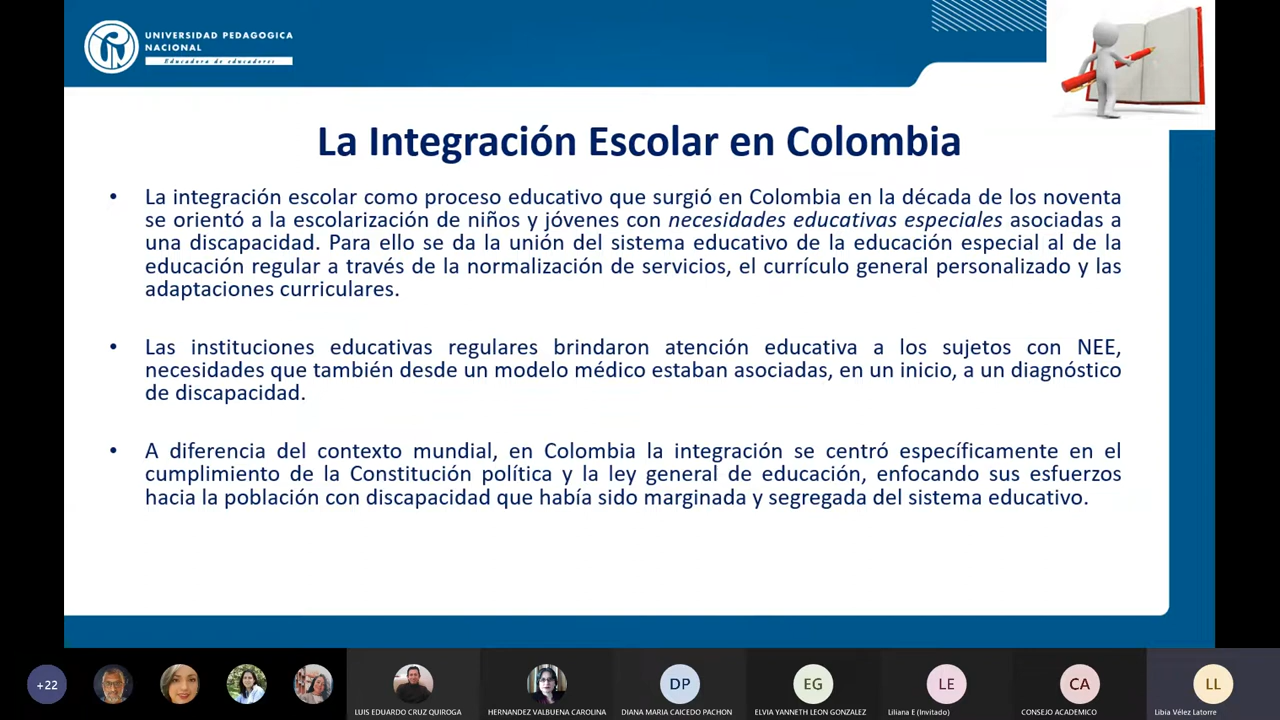 UNIVERSIDAD PEDAGOGICA
NACIONAL
Educadora de educadores
La Integración Escolar en Colombia
• La integración escolar como proceso educativo que surgió en Colombia en la década de los noventa
se orientó a la escolarización de niños y jóvenes con necesidades educativas especiales asociadas a
una discapacidad. Para ello se da la unión del sistema educativo de la educación especial al de la
educación regular a través de la normalización de servicios, el currículo general personalizado y las
adaptaciones curriculares.
• Las instituciones educativas regulares brindaron atención educativa a los sujetos con NEE,
necesidades que también desde un modelo médico estaban asociadas, en un inicio, a un diagnóstico
de discapacidad.
• A diferencia del contexto mundial, en Colombia la integración se centró específicamente en el
cumplimiento de la Constitución política y la ley general de educación, enfocando sus esfuerzos
hacia la población con discapacidad que había sido marginada y segregada del sistema educativo.
+22
DP
EG
LE
CA
LL
LUIS EDUARDO CRUZ QUIROGA
HERNANDEZ VALBUENA CAROLINA
DIANA MARIA CAICEDO PACHON
ELVIA YANNETH LEON GONZALEZ
Liliana E (Invitado)
CONSEJO ACADEMICO
Libia Vélez Latorre